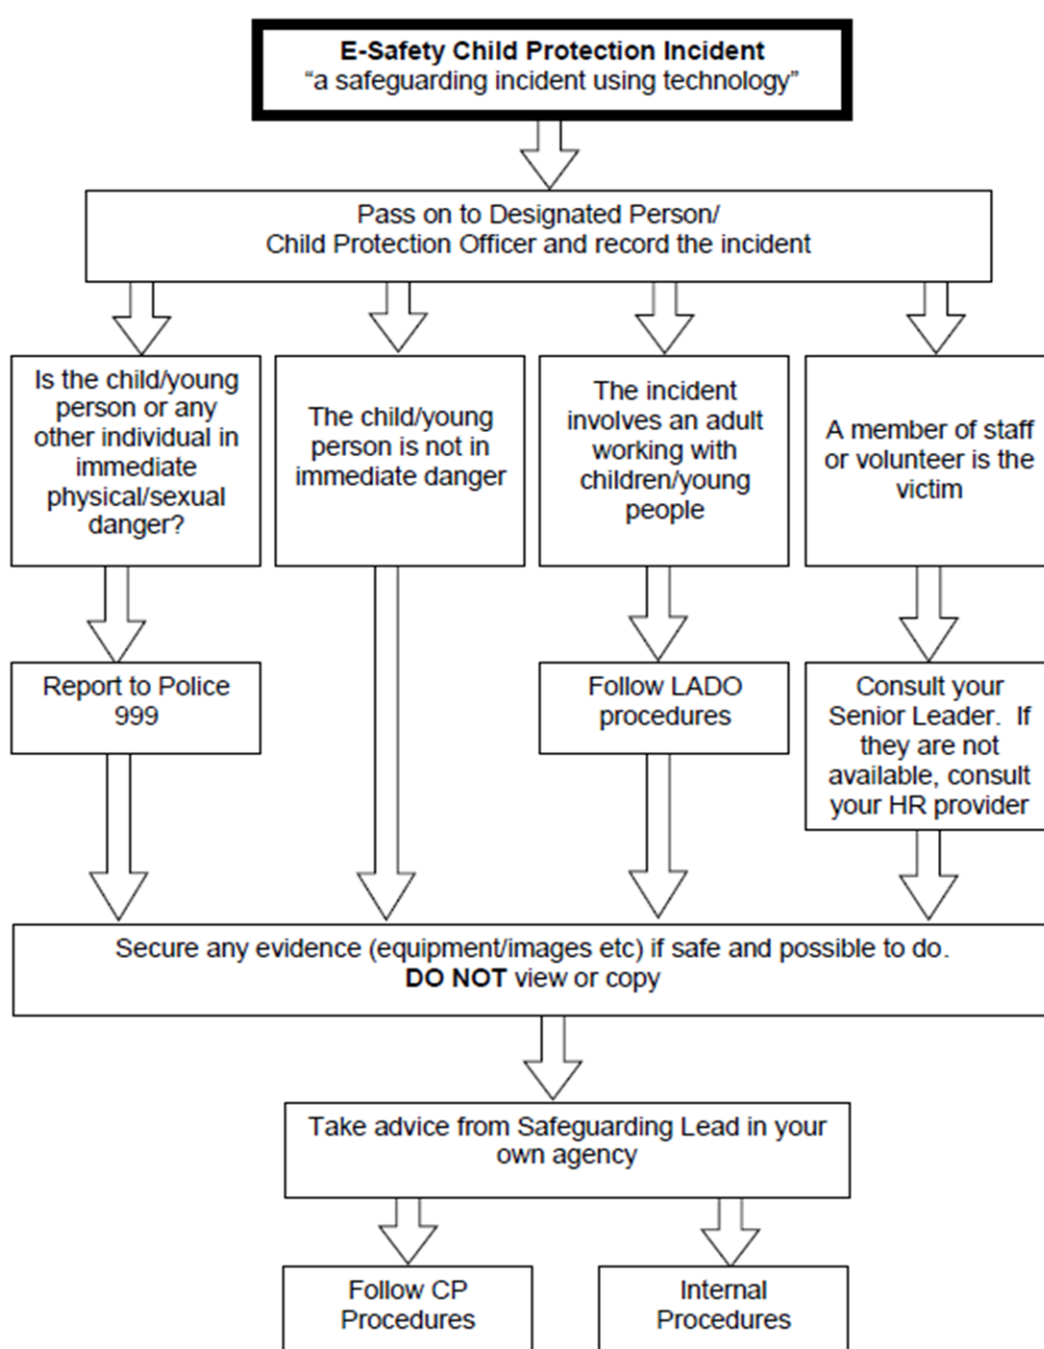 E-Safety Child Protection Incident
“a safeguarding incident using technology”
Pass on to Designated Person/
Child Protection Officer and record the incident
Is the child/young
person or any
other individual in
immediate
physical/sexual
danger?
The child/young
person is not in
immediate danger
The incident
involves an adult
working with
children/young
people
A member of staff
or volunteer is the
victim
Report to Police
999
Follow LADO
procedures
Consult your
Senior Leader.  If
they are not
available, consult
your HR provider
Secure any evidence (equipment/images etc) if safe and possible to do.
DO NOT view or copy
Take advice from Safeguarding Lead in your
own agency
Follow CP
Procedures
Internal
Procedures